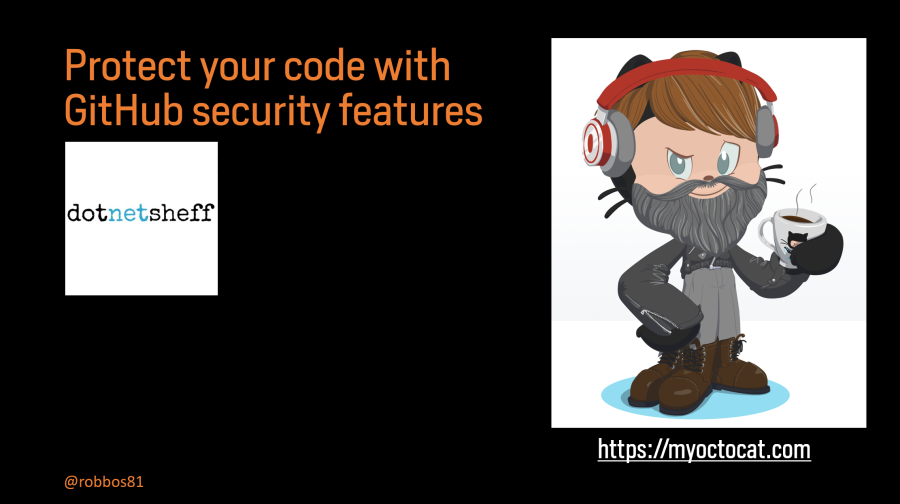 Protect your code with
GitHub security features
dotnetsheff
https://myoctocat.com
@robbos81